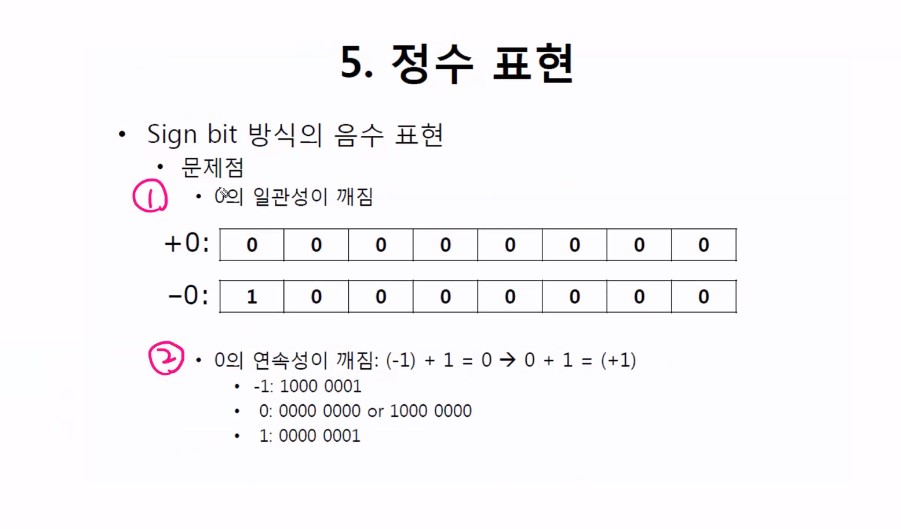 5. 정수 표현
• Sign bit 방식의 음수 표현
• 문제점
① • 0의 일관성이 깨짐
+0: 0 0 0 0 0 0 0 0
-0: 1 0 0 0 0 0 0 0
② • 0의 연속성이 깨짐: (-1) + 1 = 0 → 0 + 1 = (+1)
• -1: 1000 0001
• 0: 0000 0000 or 1000 0000
• 1: 0000 0001